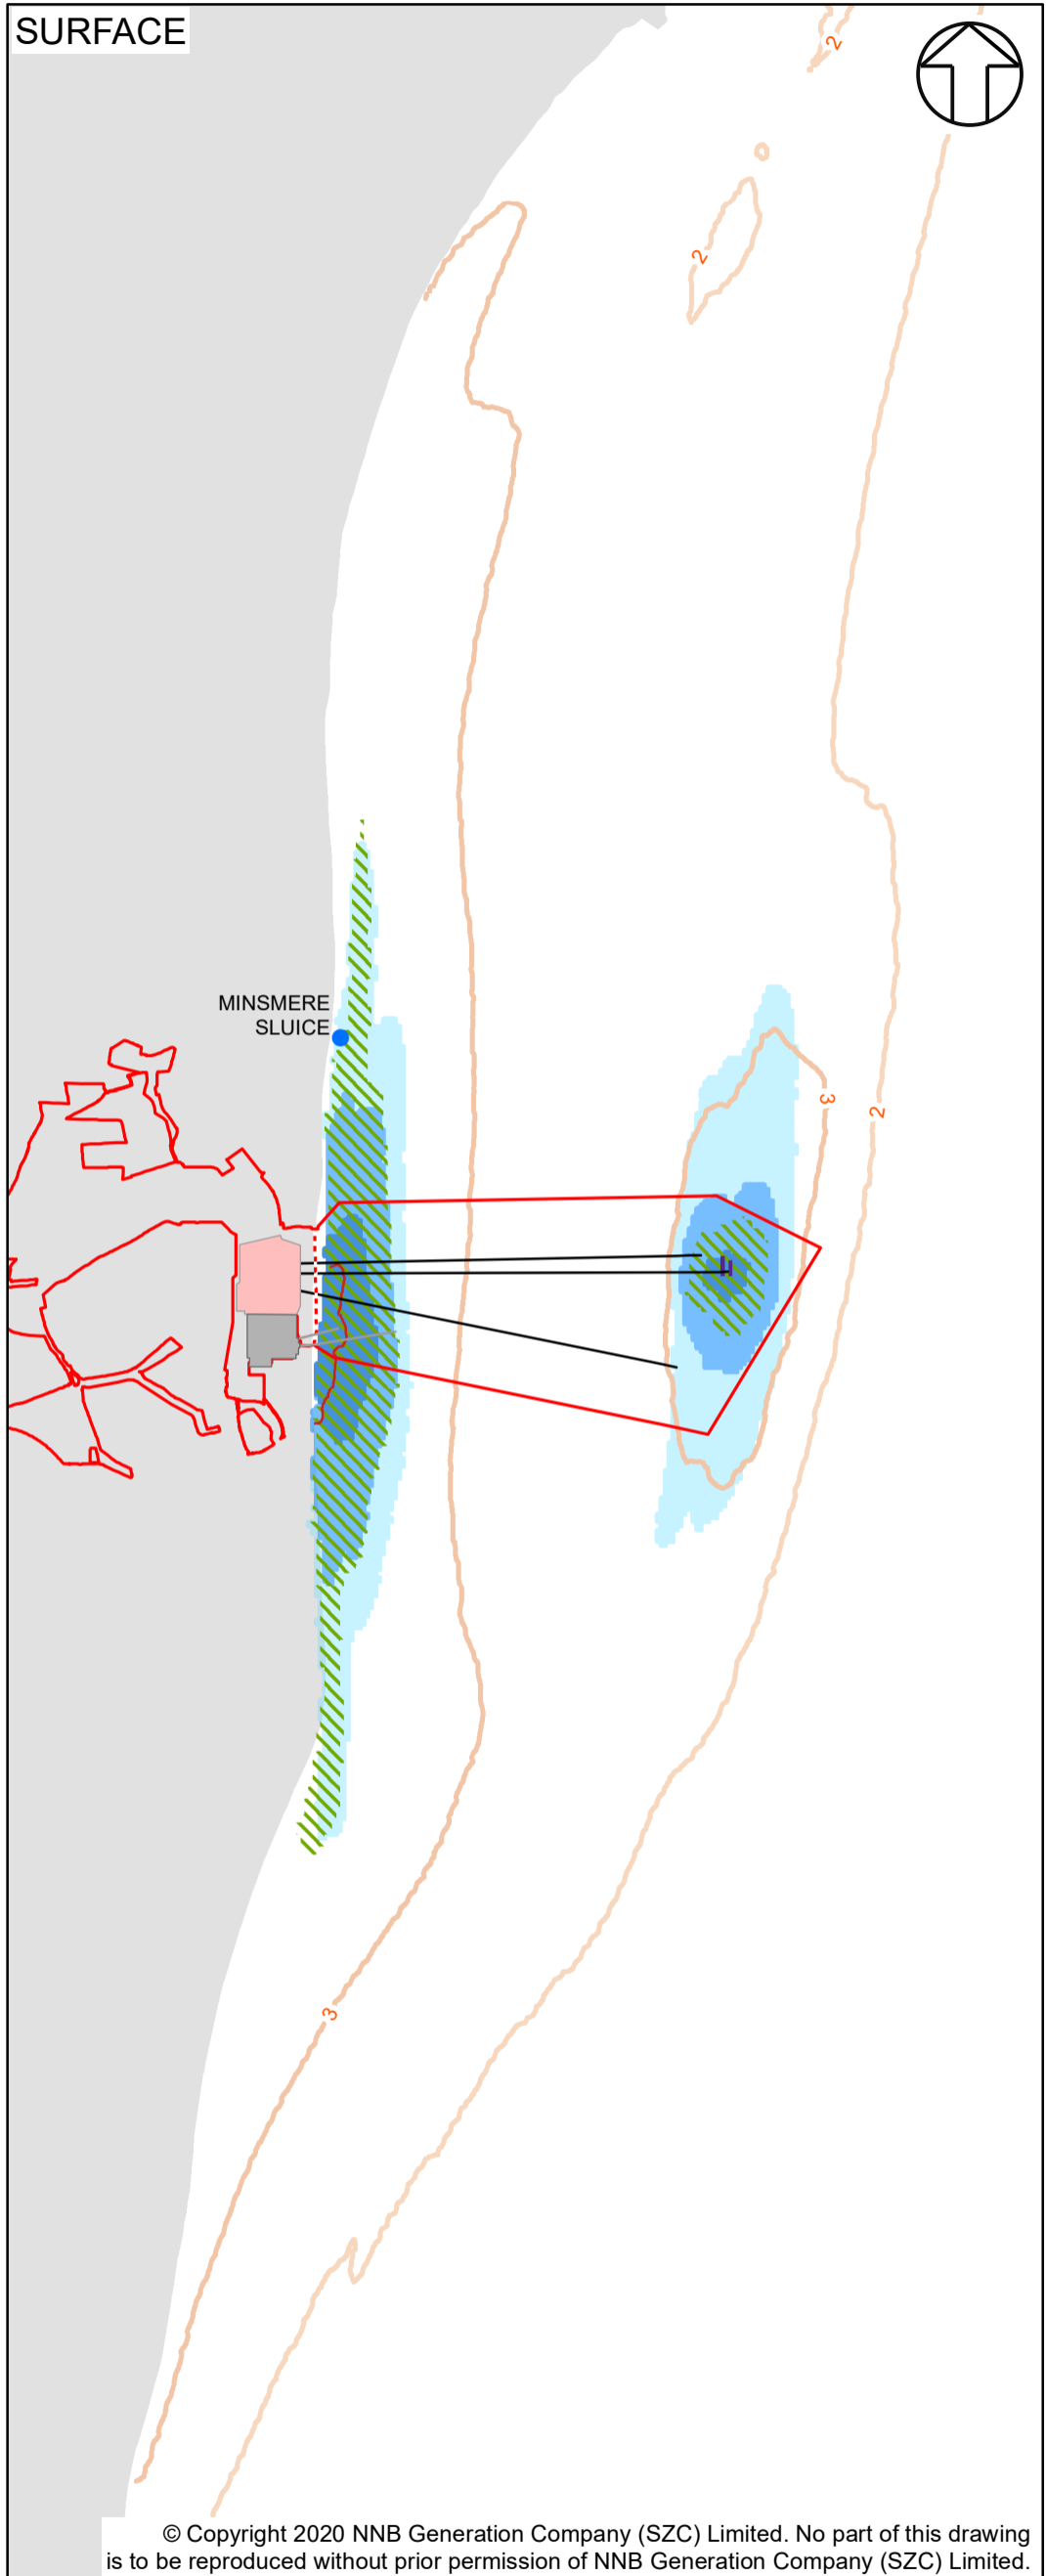 SURFACE
2
2
MINSMERE
SLUICE
3
2
3
© Copyright 2020 NNB Generation Company (SZC) Limited. No part of this drawing
is to be reproduced without prior permission of NNB Generation Company (SZC) Limited.